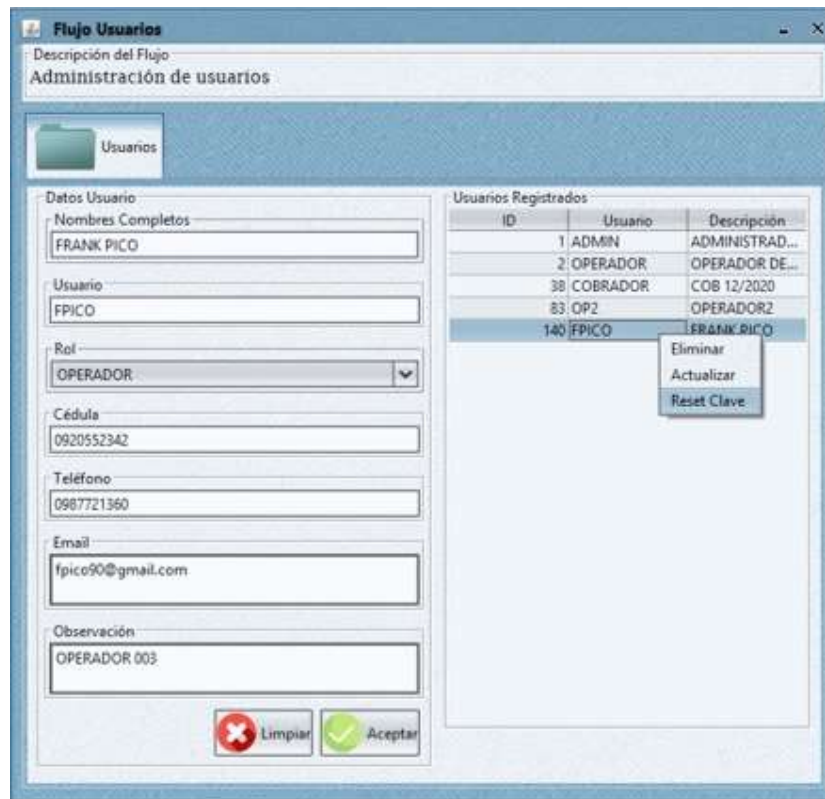 Flujo Usuarios
Descripción del Flujo
Administración de usuarios
Usuarios
Datos Usuario
Nombres Completos
FRANK PICO
Usuario
FPICO
Rol
OPERADOR
Cédula
0920552342
Teléfono
0987721360
Email
fpico90@gmail.com
Observación
OPERADOR 003
Limpiar Aceptar
Usuarios Registrados
ID Usuario Descripción
1 ADMIN ADMINISTRAD...
2 OPERADOR OPERADOR DE...
38 COBRADOR COB 12/2020
83 OP2 OPERADOR2
140 FPICO FRANK PICO
Eliminar
Actualizar
Reset Clave